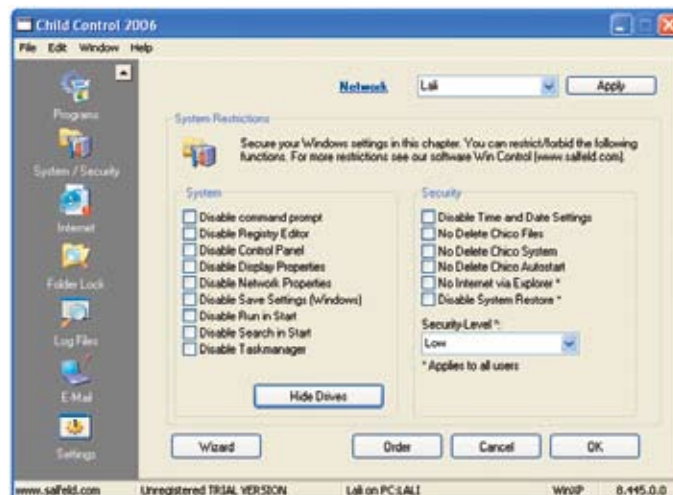 Child Control 2006
File Edit Window Help
Network Lali Apply
Programs
System / Security
Internet
Folder Lock
Log Files
E-Mail
Settings
System Restrictions
Secure your Windows settings in this chapter. You can restrict/forbid the following
functions. For more restrictions see our software Win Control (www.salfeld.com).
System
Disable command prompt
Disable Registry Editor
Disable Control Panel
Disable Display Properties
Disable Network Properties
Disable Save Settings (Windows)
Disable Run in Start
Disable Search in Start
Disable Taskmanager
Hide Drives
Security
Disable Time and Date Settings
No Delete Chico Files
No Delete Chico System
No Delete Chico Autostart
No Internet via Explorer *
Disable System Restore *
Security-Level *:
Low
* Applies to all users
Wizard Order Cancel OK
www.salfeld.com Unregistered TRIAL VERSION Lali on PC:LALI WinXP 8.445.0.0